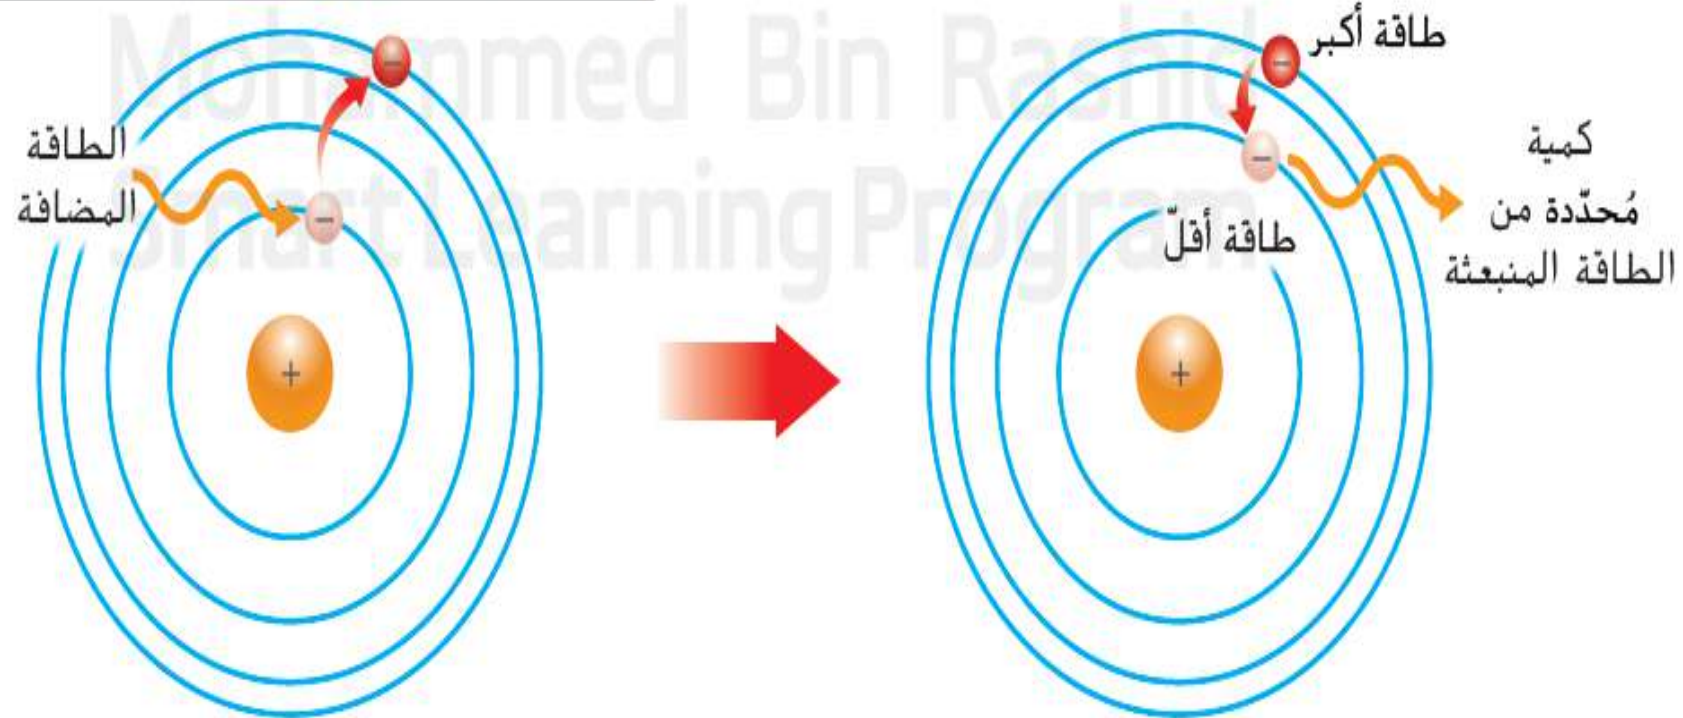 Mohammed Bin Rashid
Smart Learning Program
الطاقة
المضافة
طاقة أكبر
طاقة أقلّ
كمية
مُحدّدة من
الطاقة المنبعثة
−
−
+
−
−
+